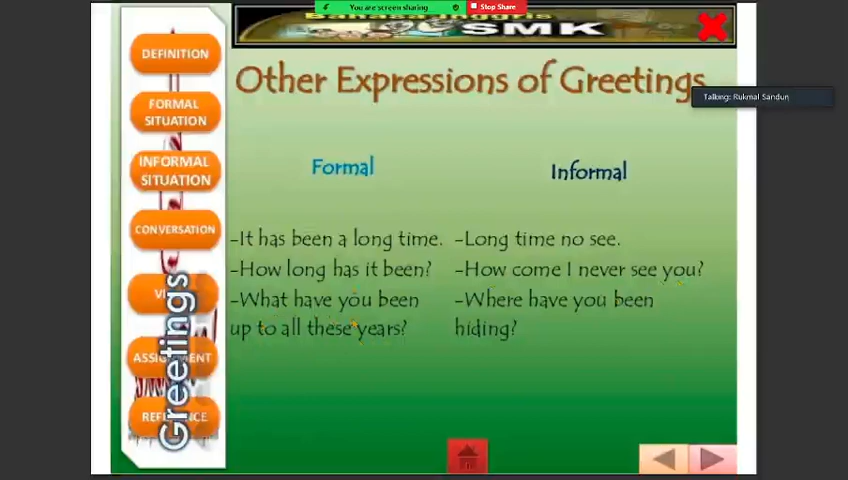 You are screen sharing
Stop Share
SMK
Talking: Rukmal Sandun
DEFINITION
FORMAL
SITUATION
INFORMAL
SITUATION
CONVERSATION
ASSIGNMENT
Greetings
Other Expressions of Greetings
Formal
-It has been a long time.
-How long has it been?
-What have you been
up to all these years?
Informal
-Long time no see.
-How come I never see you?
-Where have you been
hiding?